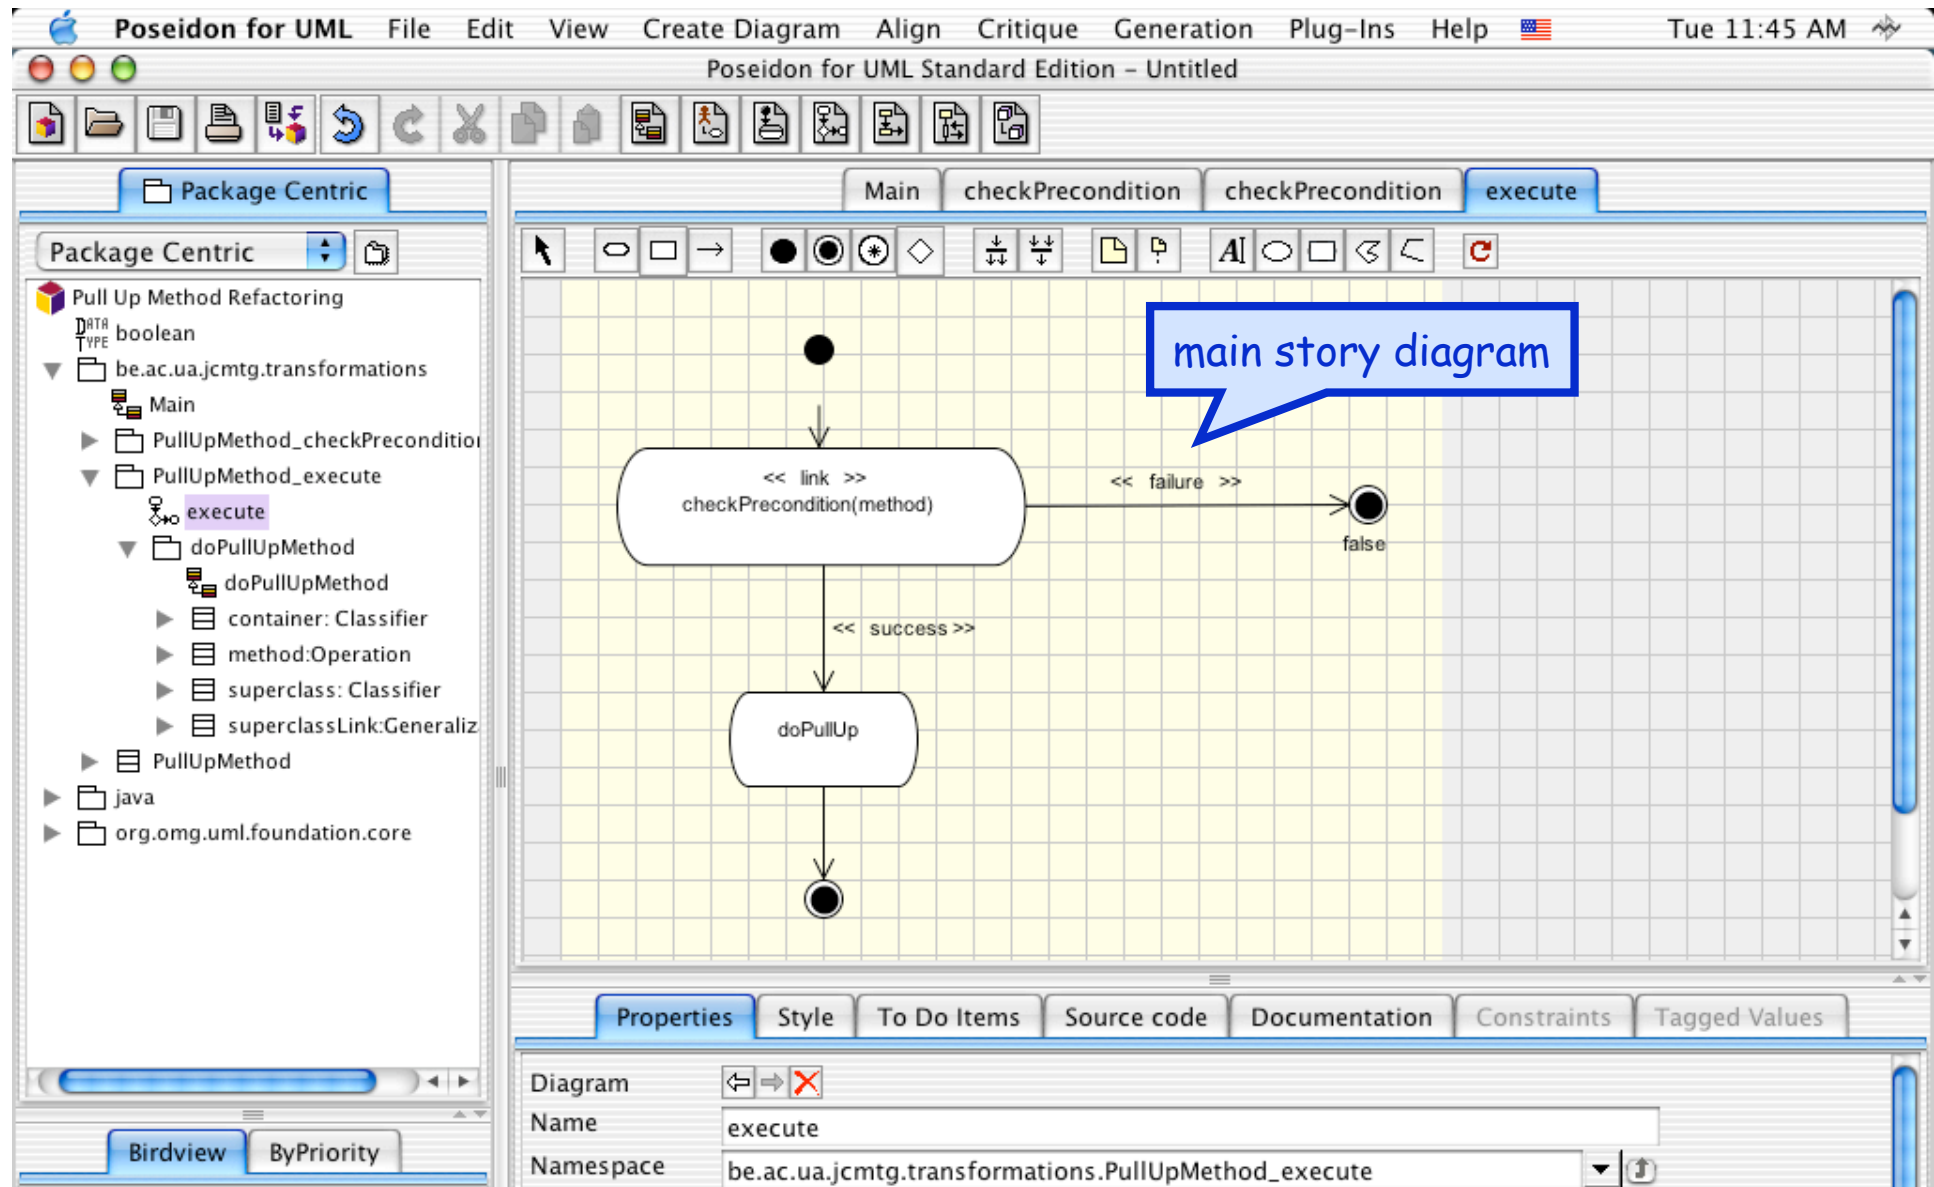 Poseidon for UML File Edit View Create Diagram Align Critique Generation Plug-Ins Help Tue 11:45 AM
Poseidon for UML Standard Edition – Untitled
Package Centric
Main checkPrecondition checkPrecondition execute
Package Centric
Pull Up Method Refactoring
DATA TYPE boolean
be.ac.ua.jcmtg.transformations
Main
PullUpMethod_checkPrecondition
PullUpMethod_execute
execute
doPullUpMethod
doPullUpMethod
container: Classifier
method:Operation
superclass: Classifier
superclassLink:Generaliz
PullUpMethod
java
org.omg.uml.foundation.core
Birdview ByPriority
AI
C
main story diagram
<< link >>
checkPrecondition(method)
<< failure >>
false
<< success >>
doPullUp
Properties Style To Do Items Source code Documentation Constraints Tagged Values
Diagram
Name execute
Namespace be.ac.ua.jcmtg.transformations.PullUpMethod_execute